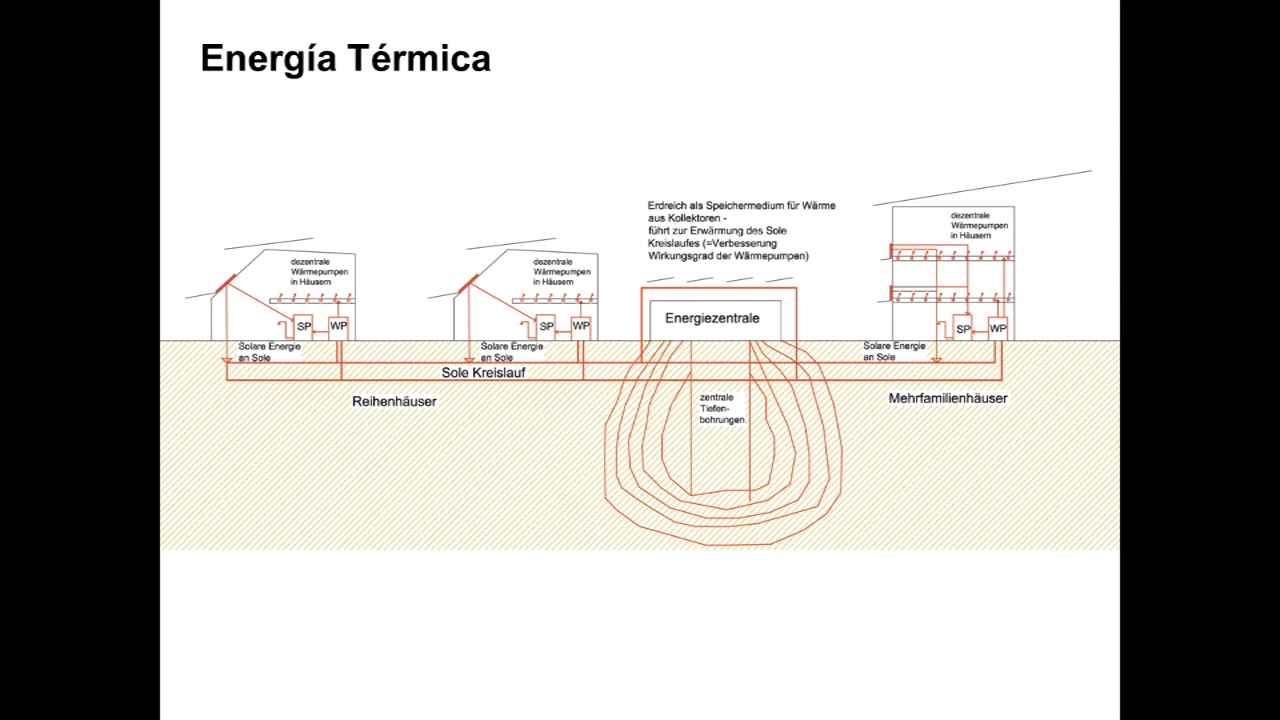 Energía Térmica
Erdreich als Speichermedium für Wärme
aus Kollektoren -
führt zur Erwärmung des Sole
Kreislaufes (=Verbesserung
Wirkungsgrad der Wärmepumpen)
dezentrale
Wärmepumpen
in Häusern
SP
WP
Solare Energie
an Sole
dezentrale
Wärmepumpen
in Häusern
SP
WP
Solare Energie
an Sole
Energiezentrale
dezentrale
Wärmepumpen
in Häusern
SP
WP
Solare Energie
an Sole
Sole Kreislauf
Reihenhäuser
zentrale
Tiefen-
bohrungen
Mehrfamilienhäuser